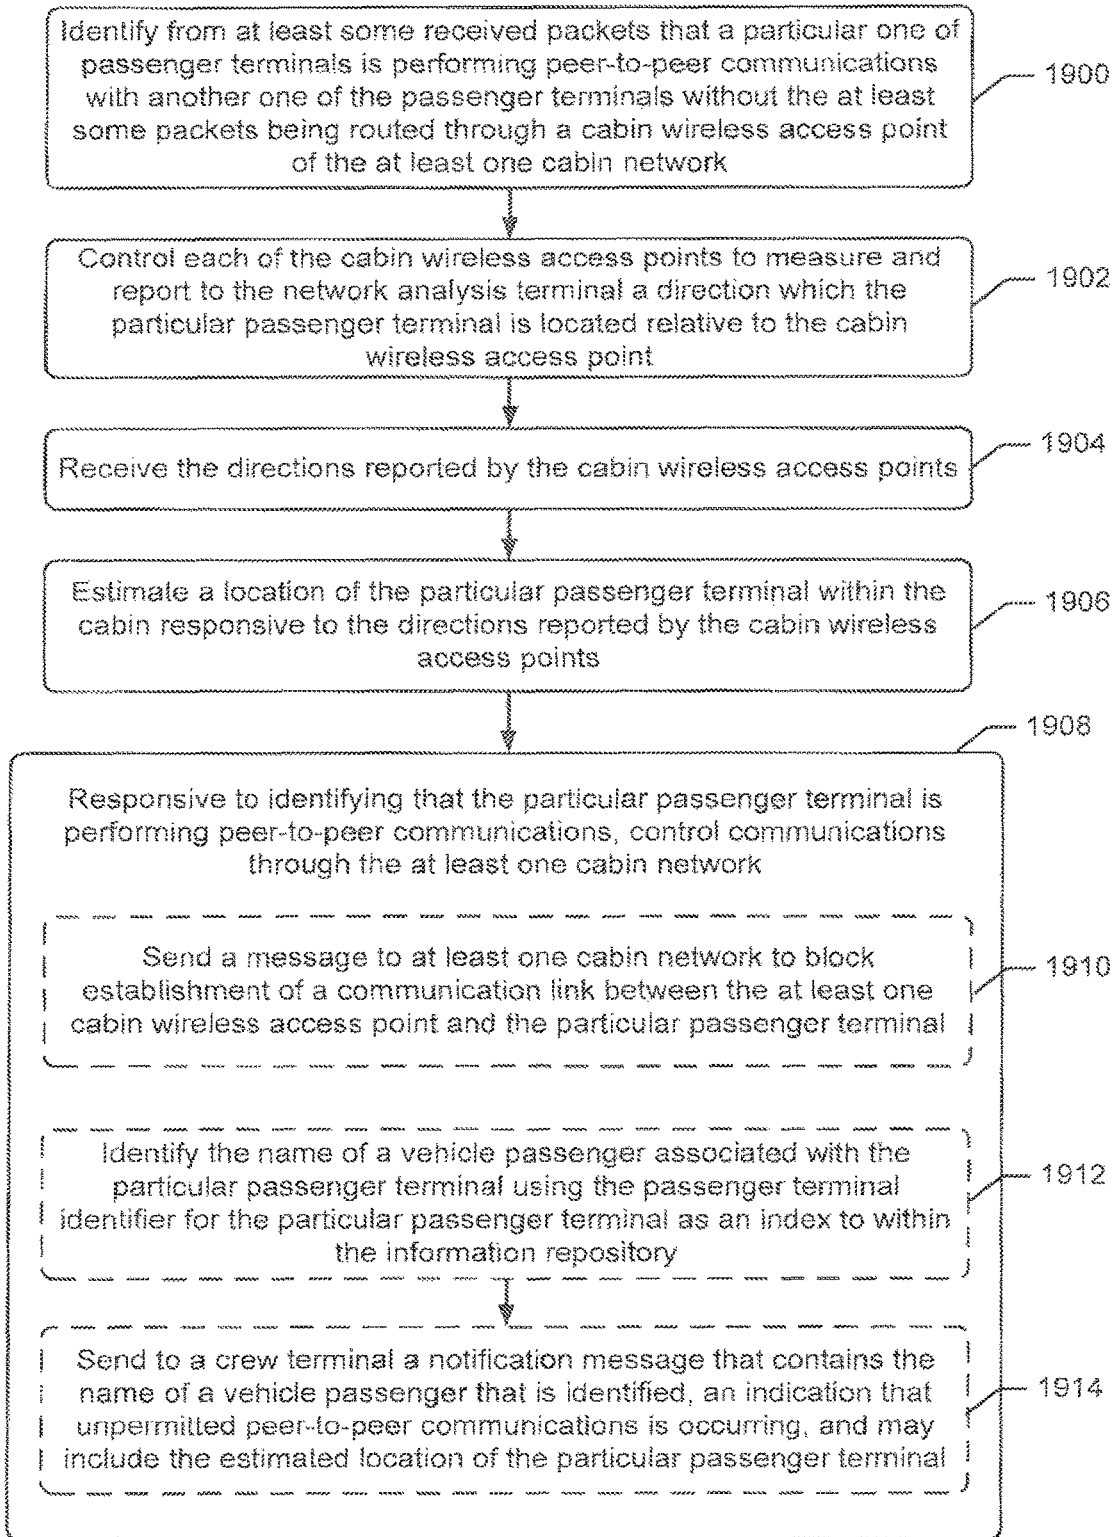 Identify from at least some received packets that a particular one of
passenger terminals is performing peer-to-peer communications
with another one of the passenger terminals without the at least
some packets being routed through a cabin wireless access point
of the at least one cabin network
1900
Control each of the cabin wireless access points to measure and
report to the network analysis terminal a direction which the
particular passenger terminal is located relative to the cabin
wireless access point
1902
Receive the directions reported by the cabin wireless access points
1904
Estimate a location of the particular passenger terminal within the
cabin responsive to the directions reported by the cabin wireless
access points
1906
1908
Responsive to identifying that the particular passenger terminal is
performing peer-to-peer communications, control communications
through the at least one cabin network
Send a message to at least one cabin network to block
establishment of a communication link between the at least one
cabin wireless access point and the particular passenger terminal
1910
Identify the name of a vehicle passenger associated with the
particular passenger terminal using the passenger terminal
identifier for the particular passenger terminal as an index to within
the information repository
1912
Send to a crew terminal a notification message that contains the
name of a vehicle passenger that is identified, an indication that
unpermitted peer-to-peer communications is occurring, and may
include the estimated location of the particular passenger terminal
1914